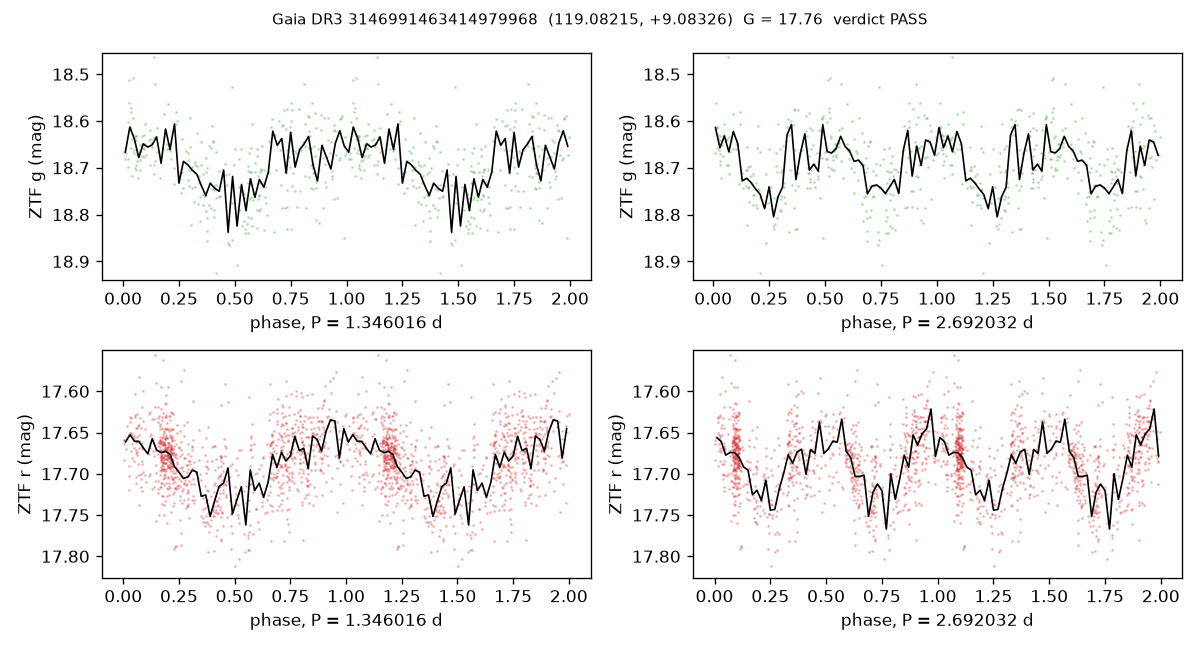 Gaia DR3 3146991463414979968 (119.08215, +9.08326) G = 17.76 verdict PASS
ZTF g (mag)
18.5
18.6
18.7
18.8
18.9
0.00 0.25 0.50 0.75 1.00 1.25 1.50 1.75 2.00
phase, P = 1.346016 d
ZTF g (mag)
18.5
18.6
18.7
18.8
18.9
0.00 0.25 0.50 0.75 1.00 1.25 1.50 1.75 2.00
phase, P = 2.692032 d
ZTF r (mag)
17.60
17.65
17.70
17.75
17.80
0.00 0.25 0.50 0.75 1.00 1.25 1.50 1.75 2.00
phase, P = 1.346016 d
ZTF r (mag)
17.60
17.65
17.70
17.75
17.80
0.00 0.25 0.50 0.75 1.00 1.25 1.50 1.75 2.00
phase, P = 2.692032 d